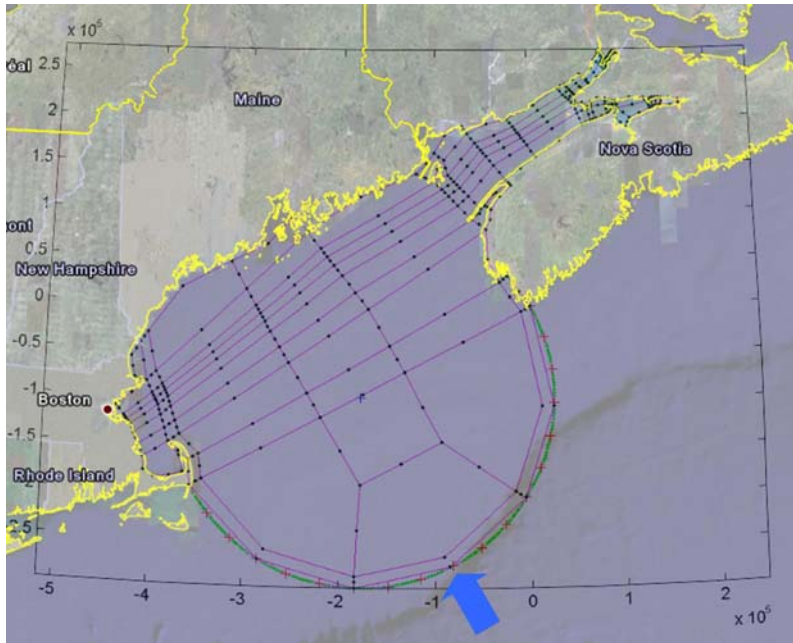 x 10⁵
2.5
réal
Maine
2
1.5
Nova Scotia
1
ont
0.5
New Hampshire
0
-0.5
-1
Boston
-1.5
Rhode Island
-2.5
-5 -4 -3 -2 -1 0 1 2
x 10⁵